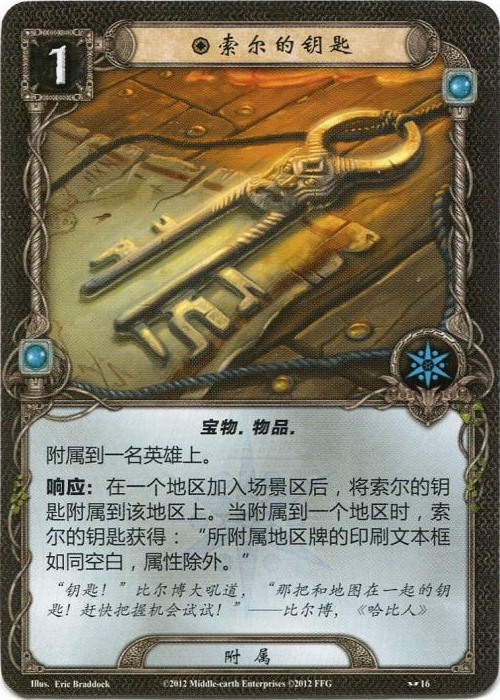 索尔的钥匙
1
宝物．物品．
附属到一名英雄上。
响应：在一个地区加入场景区后，将索尔的钥
匙附属到该地区上。当附属到一个地区时，索
尔的钥匙获得：“所附属地区牌的印刷文本框
如同空白，属性除外。”
“钥匙！”比尔博大吼道，“那把和地图在一起的钥
匙！赶快把握机会试试！”——比尔博，《哈比人》
附属
Illus. Eric Braddock ©2012 Middle-earth Enterprises ©2012 FFG 16